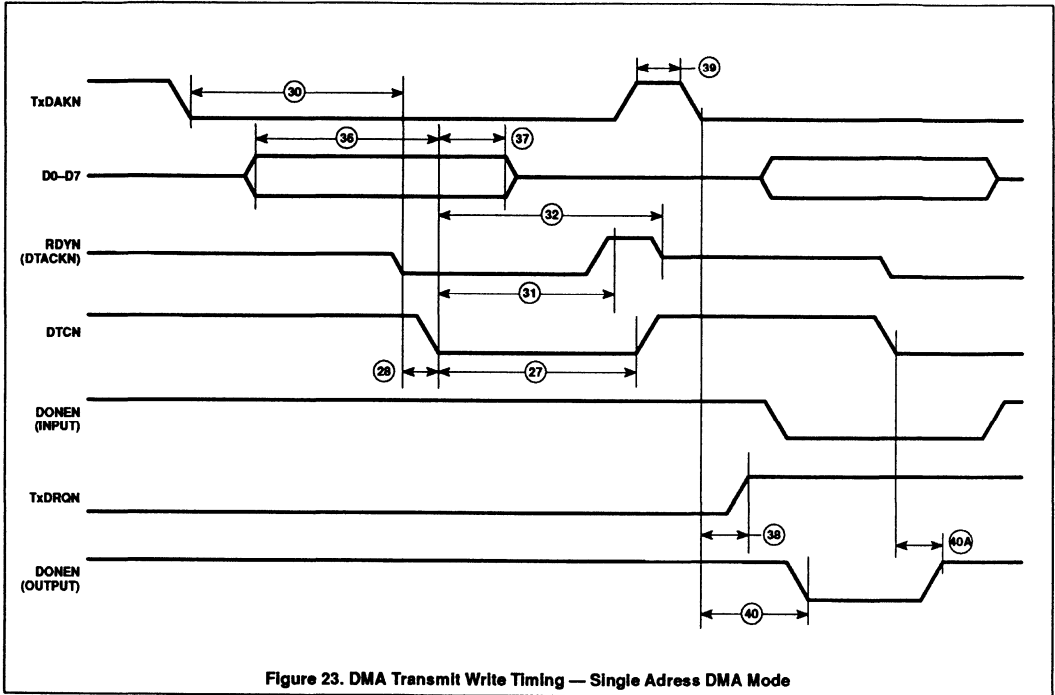 TxDAKN
30
39
36
37
D0–D7
32
RDYN
(DTACKN)
31
DTCN
28
27
DONEN
(INPUT)
TxDRQN
38
40A
DONEN
(OUTPUT)
40
Figure 23. DMA Transmit Write Timing — Single Adress DMA Mode